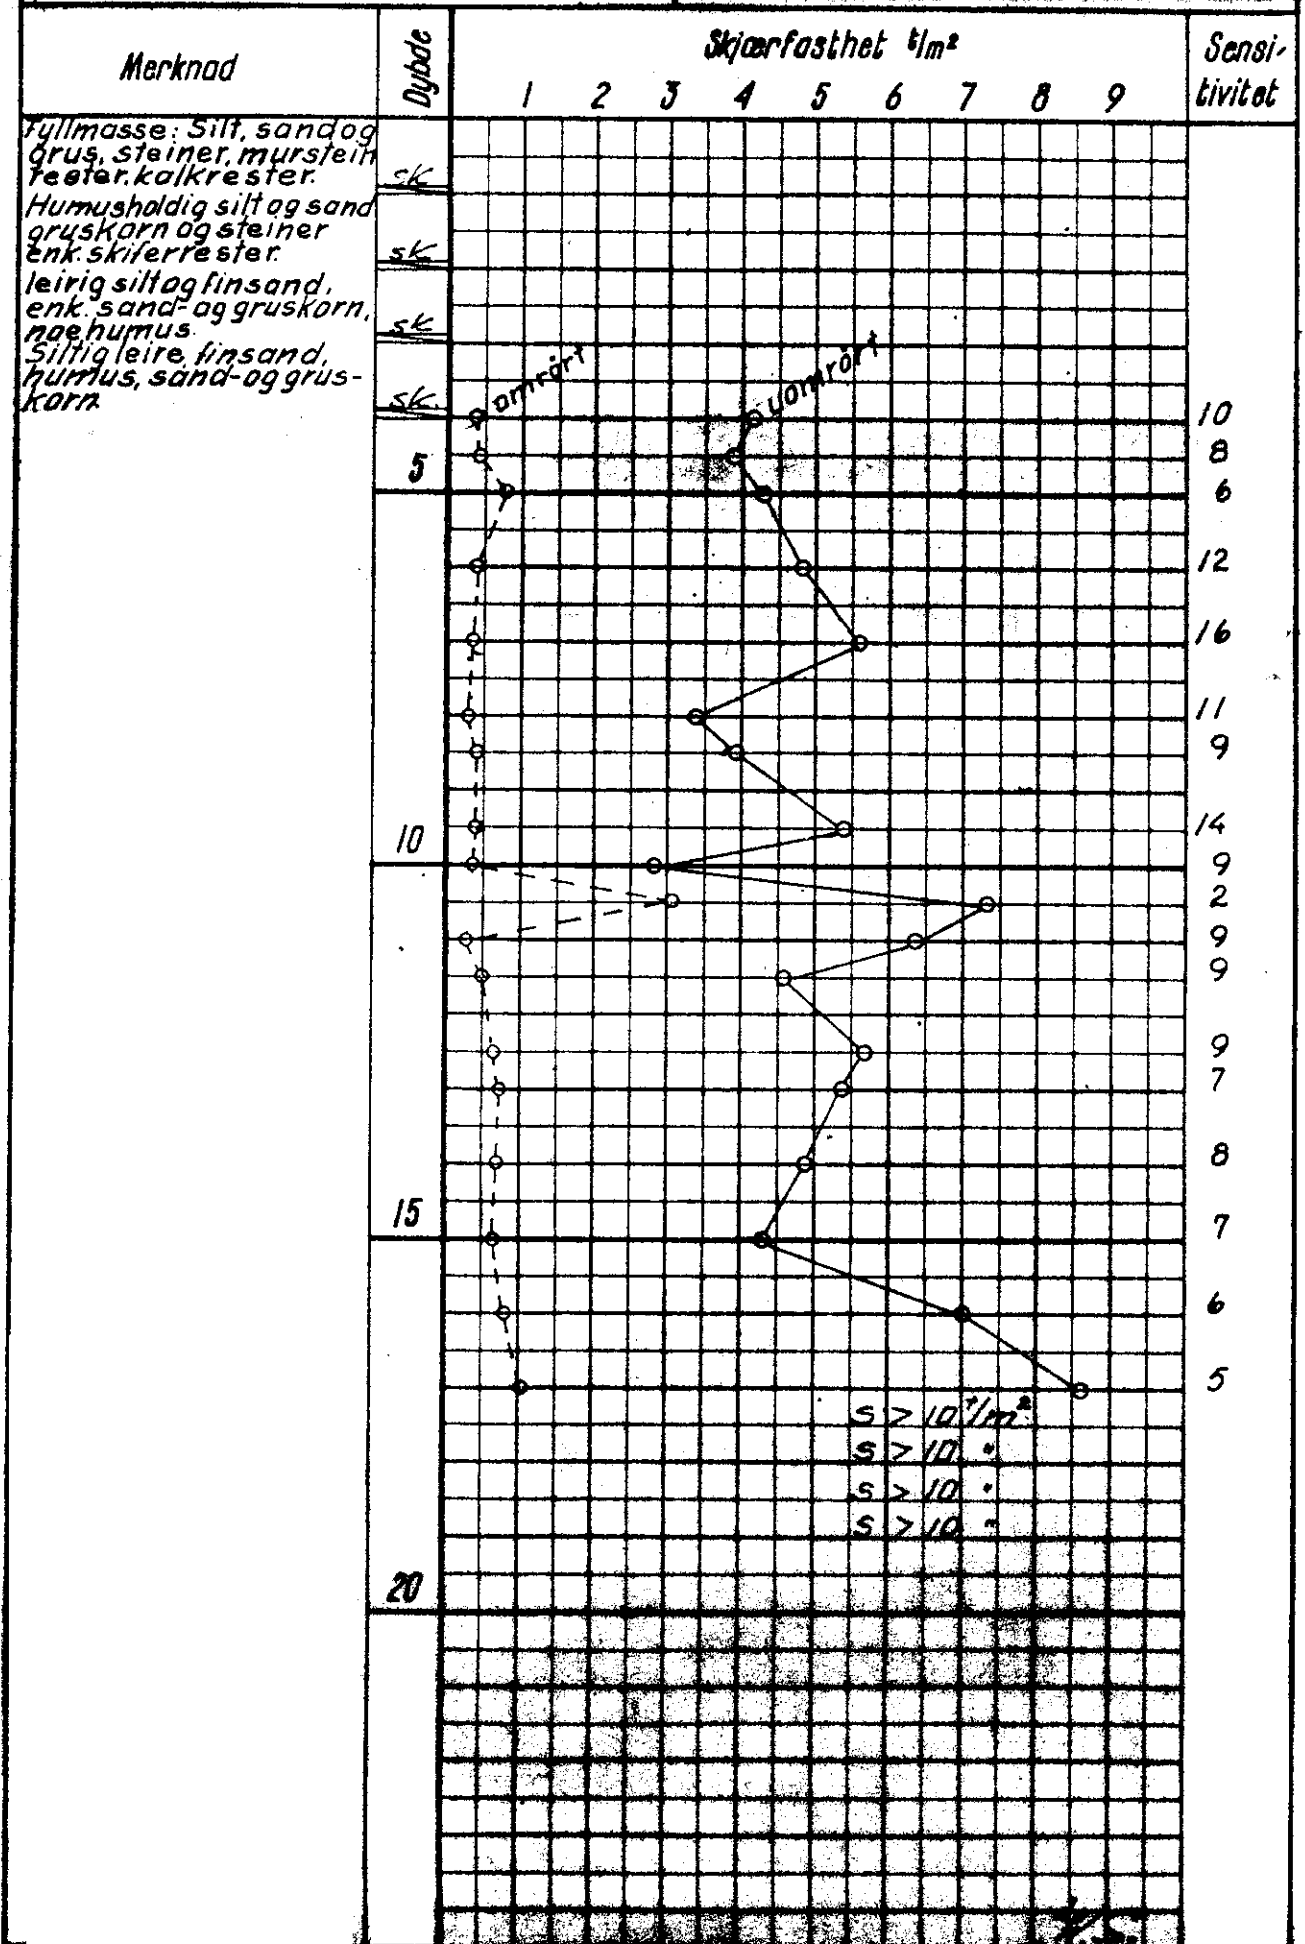 Merknad
Dybde
Skjærfasthet t/m²
1 2 3 4 5 6 7 8 9
Sensi-
tivitet
Fyllmasse: Silt, sand og
grus, steiner, murstein
rester, kalkrester.
sk
Humusholdig silt og sand
gruskorn og steiner
enk. skiferrester.
sk
leirig silt og finsand,
enk. sand- og gruskorn,
noe humus.
sk
Siltig leire, finsand,
humus, sand- og grus-
korn.
sk.
omrørt
uomrørt
10
8
5
6
12
16
11
9
14
10
9
2
9
9
9
7
8
15
7
6
5
S > 10 t/m²
S > 10 "
S > 10 "
S > 10 "
20